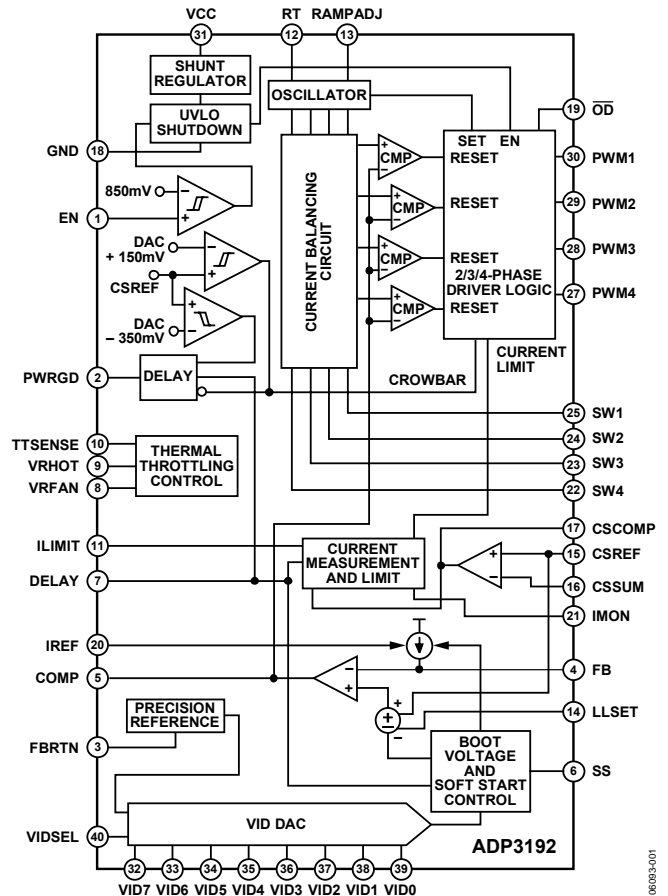 VCC
RT
RAMPADJ
31
12
13
SHUNT
REGULATOR
OSCILLATOR
UVLO
SHUTDOWN
19
OD
GND
18
SET EN
CMP
RESET
30
PWM1
850mV
EN
1
CMP
RESET
29
PWM2
DAC
+ 150mV
CSREF
CURRENT BALANCING
CIRCUIT
CMP
RESET
28
PWM3
2/3/4-PHASE
DRIVER LOGIC
DAC
– 350mV
CMP
RESET
27
PWM4
CURRENT
LIMIT
PWRGD
2
DELAY
CROWBAR
25
SW1
24
SW2
23
SW3
22
SW4
TTSENSE
10
VRHOT
9
VRFAN
8
THERMAL
THROTTLING
CONTROL
17
CSCOMP
ILIMIT
11
CURRENT
MEASUREMENT
AND LIMIT
15
CSREF
DELAY
7
16
CSSUM
21
IMON
IREF
20
COMP
5
4
FB
PRECISION
REFERENCE
14
LLSET
FBRTN
3
BOOT
VOLTAGE
AND
SOFT START
CONTROL
6
SS
VIDSEL
40
VID DAC
ADP3192
32
33
34
35
36
37
38
39
VID7
VID6
VID5
VID4
VID3
VID2
VID1
VID0
06093-001